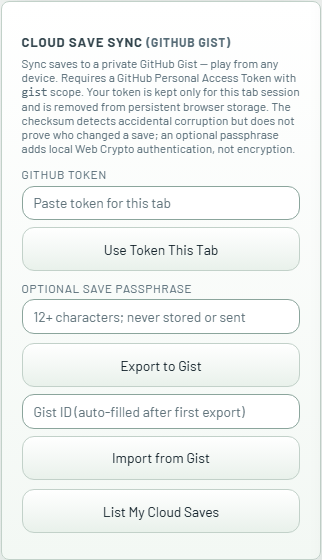 CLOUD SAVE SYNC (GITHUB GIST)
Sync saves to a private GitHub Gist — play from any
device. Requires a GitHub Personal Access Token with
gist scope. Your token is kept only for this tab session
and is removed from persistent browser storage. The
checksum detects accidental corruption but does not
prove who changed a save; an optional passphrase
adds local Web Crypto authentication, not encryption.
GITHUB TOKEN
Paste token for this tab
Use Token This Tab
OPTIONAL SAVE PASSPHRASE
12+ characters; never stored or sent
Export to Gist
Gist ID (auto-filled after first export)
Import from Gist
List My Cloud Saves